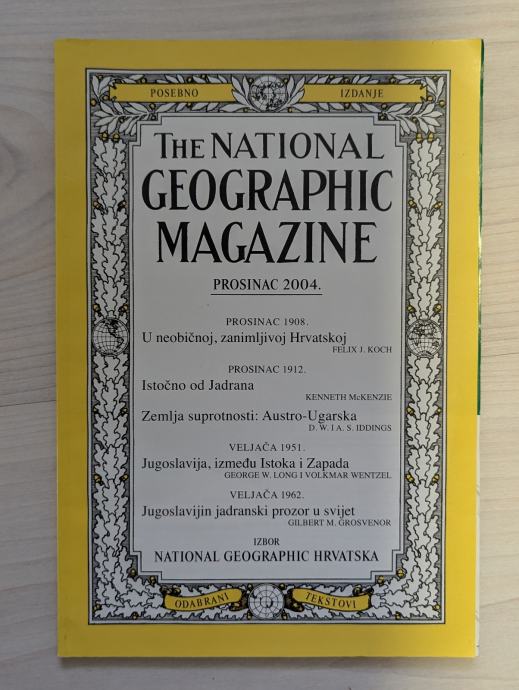 POSEBNO IZDANJE
THE NATIONAL
GEOGRAPHIC
MAGAZINE
PROSINAC 2004.
PROSINAC 1908.
U neobičnoj, zanimljivoj Hrvatskoj
FELIX J. KOCH
PROSINAC 1912.
Istočno od Jadrana
KENNETH McKENZIE
Zemlja suprotnosti: Austro-Ugarska
D. W. I A. S. IDDINGS
VELJAČA 1951.
Jugoslavija, između Istoka i Zapada
GEORGE W. LONG I VOLKMAR WENTZEL
VELJAČA 1962.
Jugoslavijin jadranski prozor u svijet
GILBERT M. GROSVENOR
IZBOR
NATIONAL GEOGRAPHIC HRVATSKA
ODABRANI TEKSTOVI